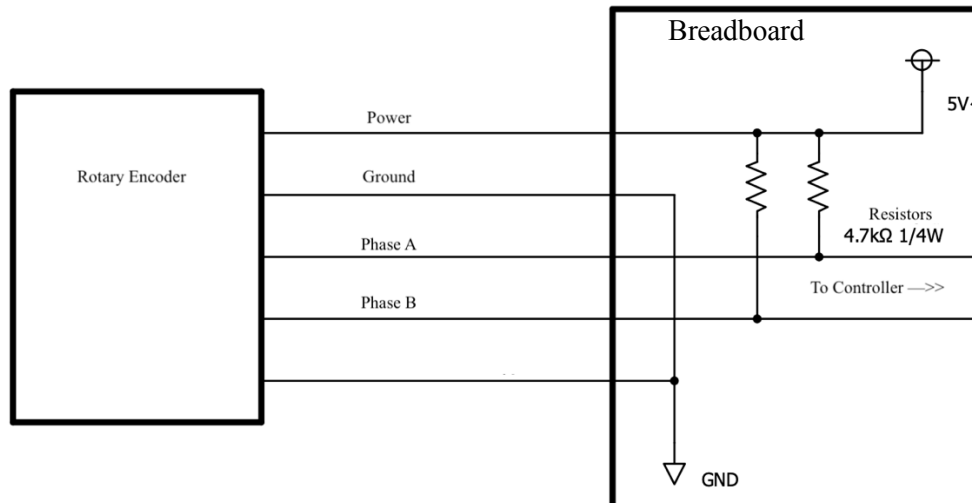 Breadboard
5V
Power
Rotary Encoder
Ground
Resistors
4.7kΩ 1/4W
Phase A
To Controller —>>
Phase B
GND